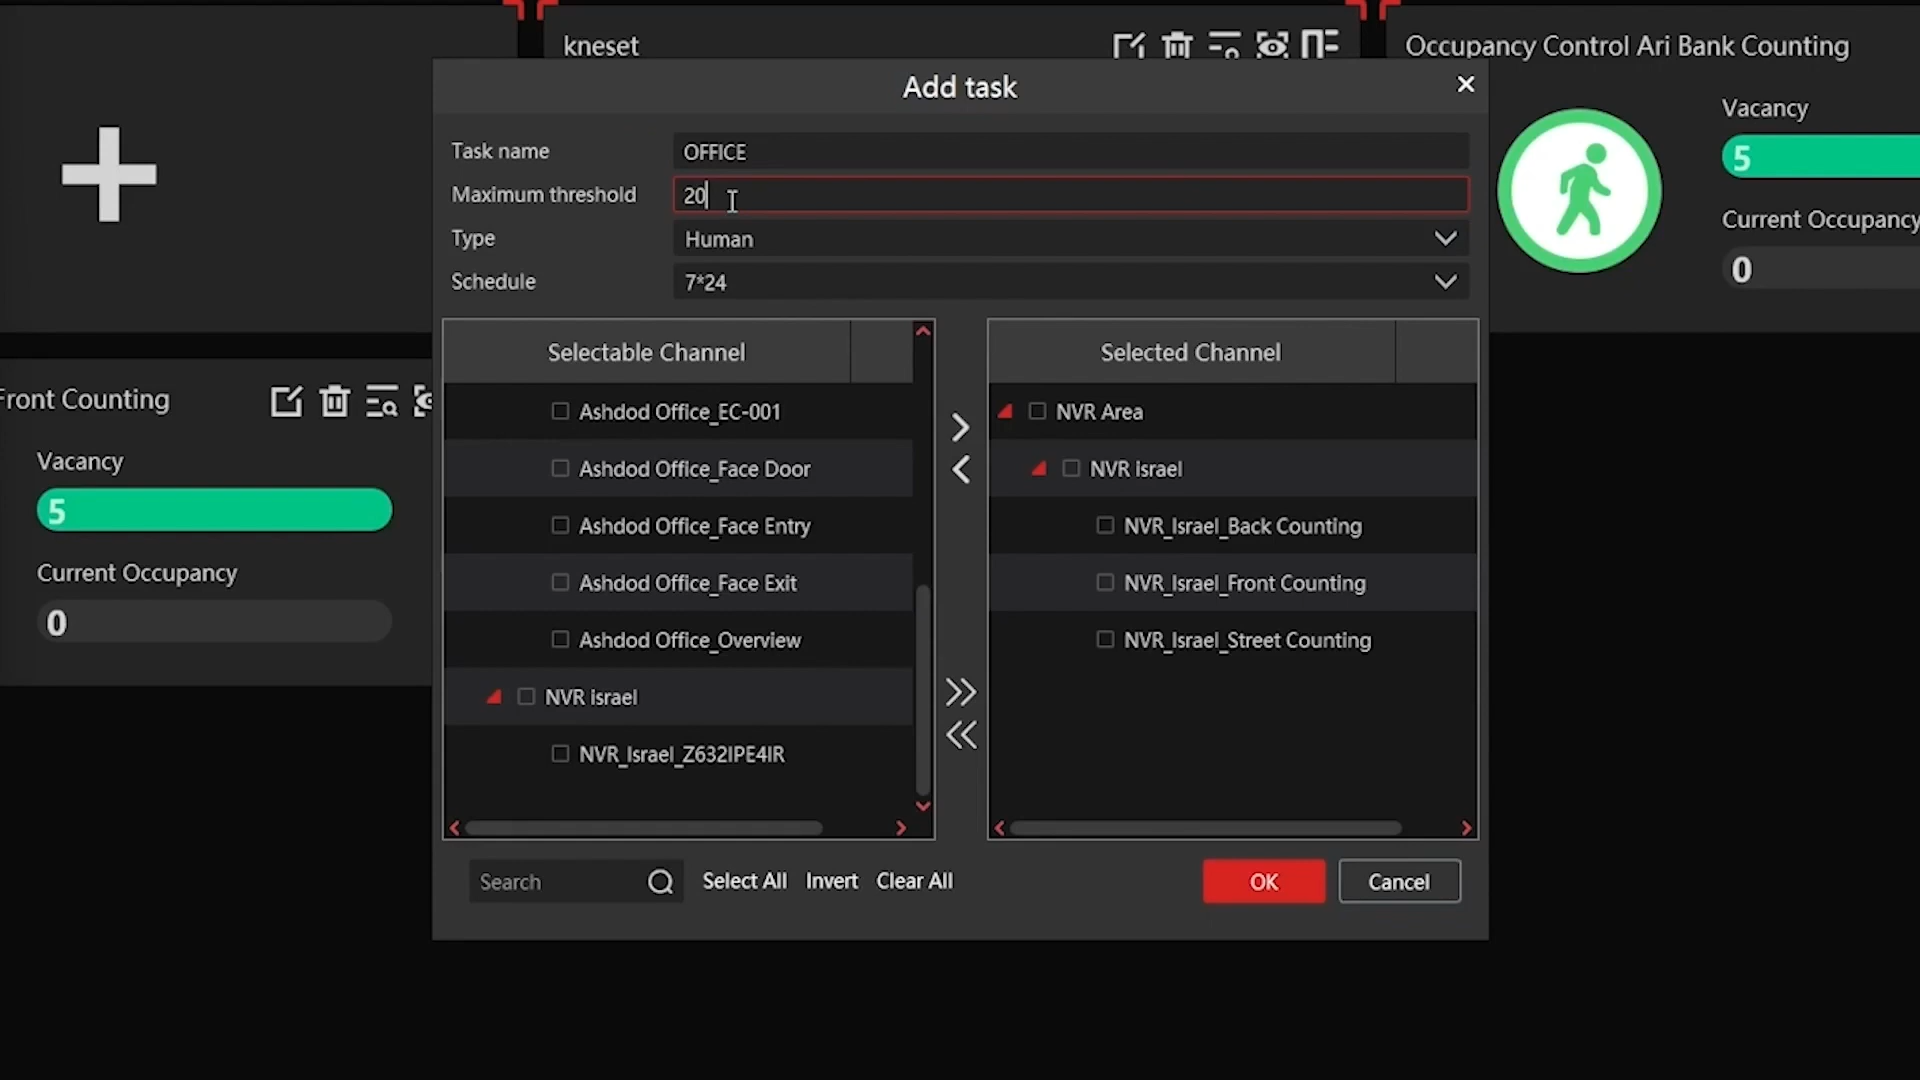 kneset
Occupancy Control Ari Bank Counting
Add task
Vacancy
5
Current Occupancy
0
Task name
OFFICE
Maximum threshold
20
Type
Human
Schedule
7*24
Front Counting
Vacancy
5
Current Occupancy
0
Selectable Channel
Ashdod Office_EC-001
Ashdod Office_Face Door
Ashdod Office_Face Entry
Ashdod Office_Face Exit
Ashdod Office_Overview
NVR israel
NVR_Israel_Z632IPE4IR
Selected Channel
NVR Area
NVR israel
NVR_Israel_Back Counting
NVR_Israel_Front Counting
NVR_Israel_Street Counting
Search
Select All
Invert
Clear All
OK
Cancel